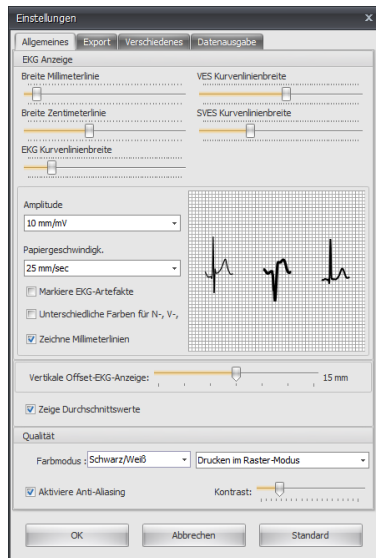 Einstellungen x
Allgemeines Export Verschiedenes Datenausgabe
EKG Anzeige
Breite Millimeterlinie VES Kurvenlinienbreite
Breite Zentimeterlinie SVES Kurvenlinienbreite
EKG Kurvenlinienbreite
Amplitude
10 mm/mV
Papiergeschwindigk.
25 mm/sec
Markiere EKG-Artefakte
Unterschiedliche Farben für N-, V-,
Zeichne Millimeterlinien
Vertikale Offset-EKG-Anzeige: 15 mm
Zeige Durchschnittswerte
Qualität
Farbmodus : Schwarz/Weiß Drucken im Raster-Modus
Aktiviere Anti-Aliasing Kontrast:
OK Abbrechen Standard